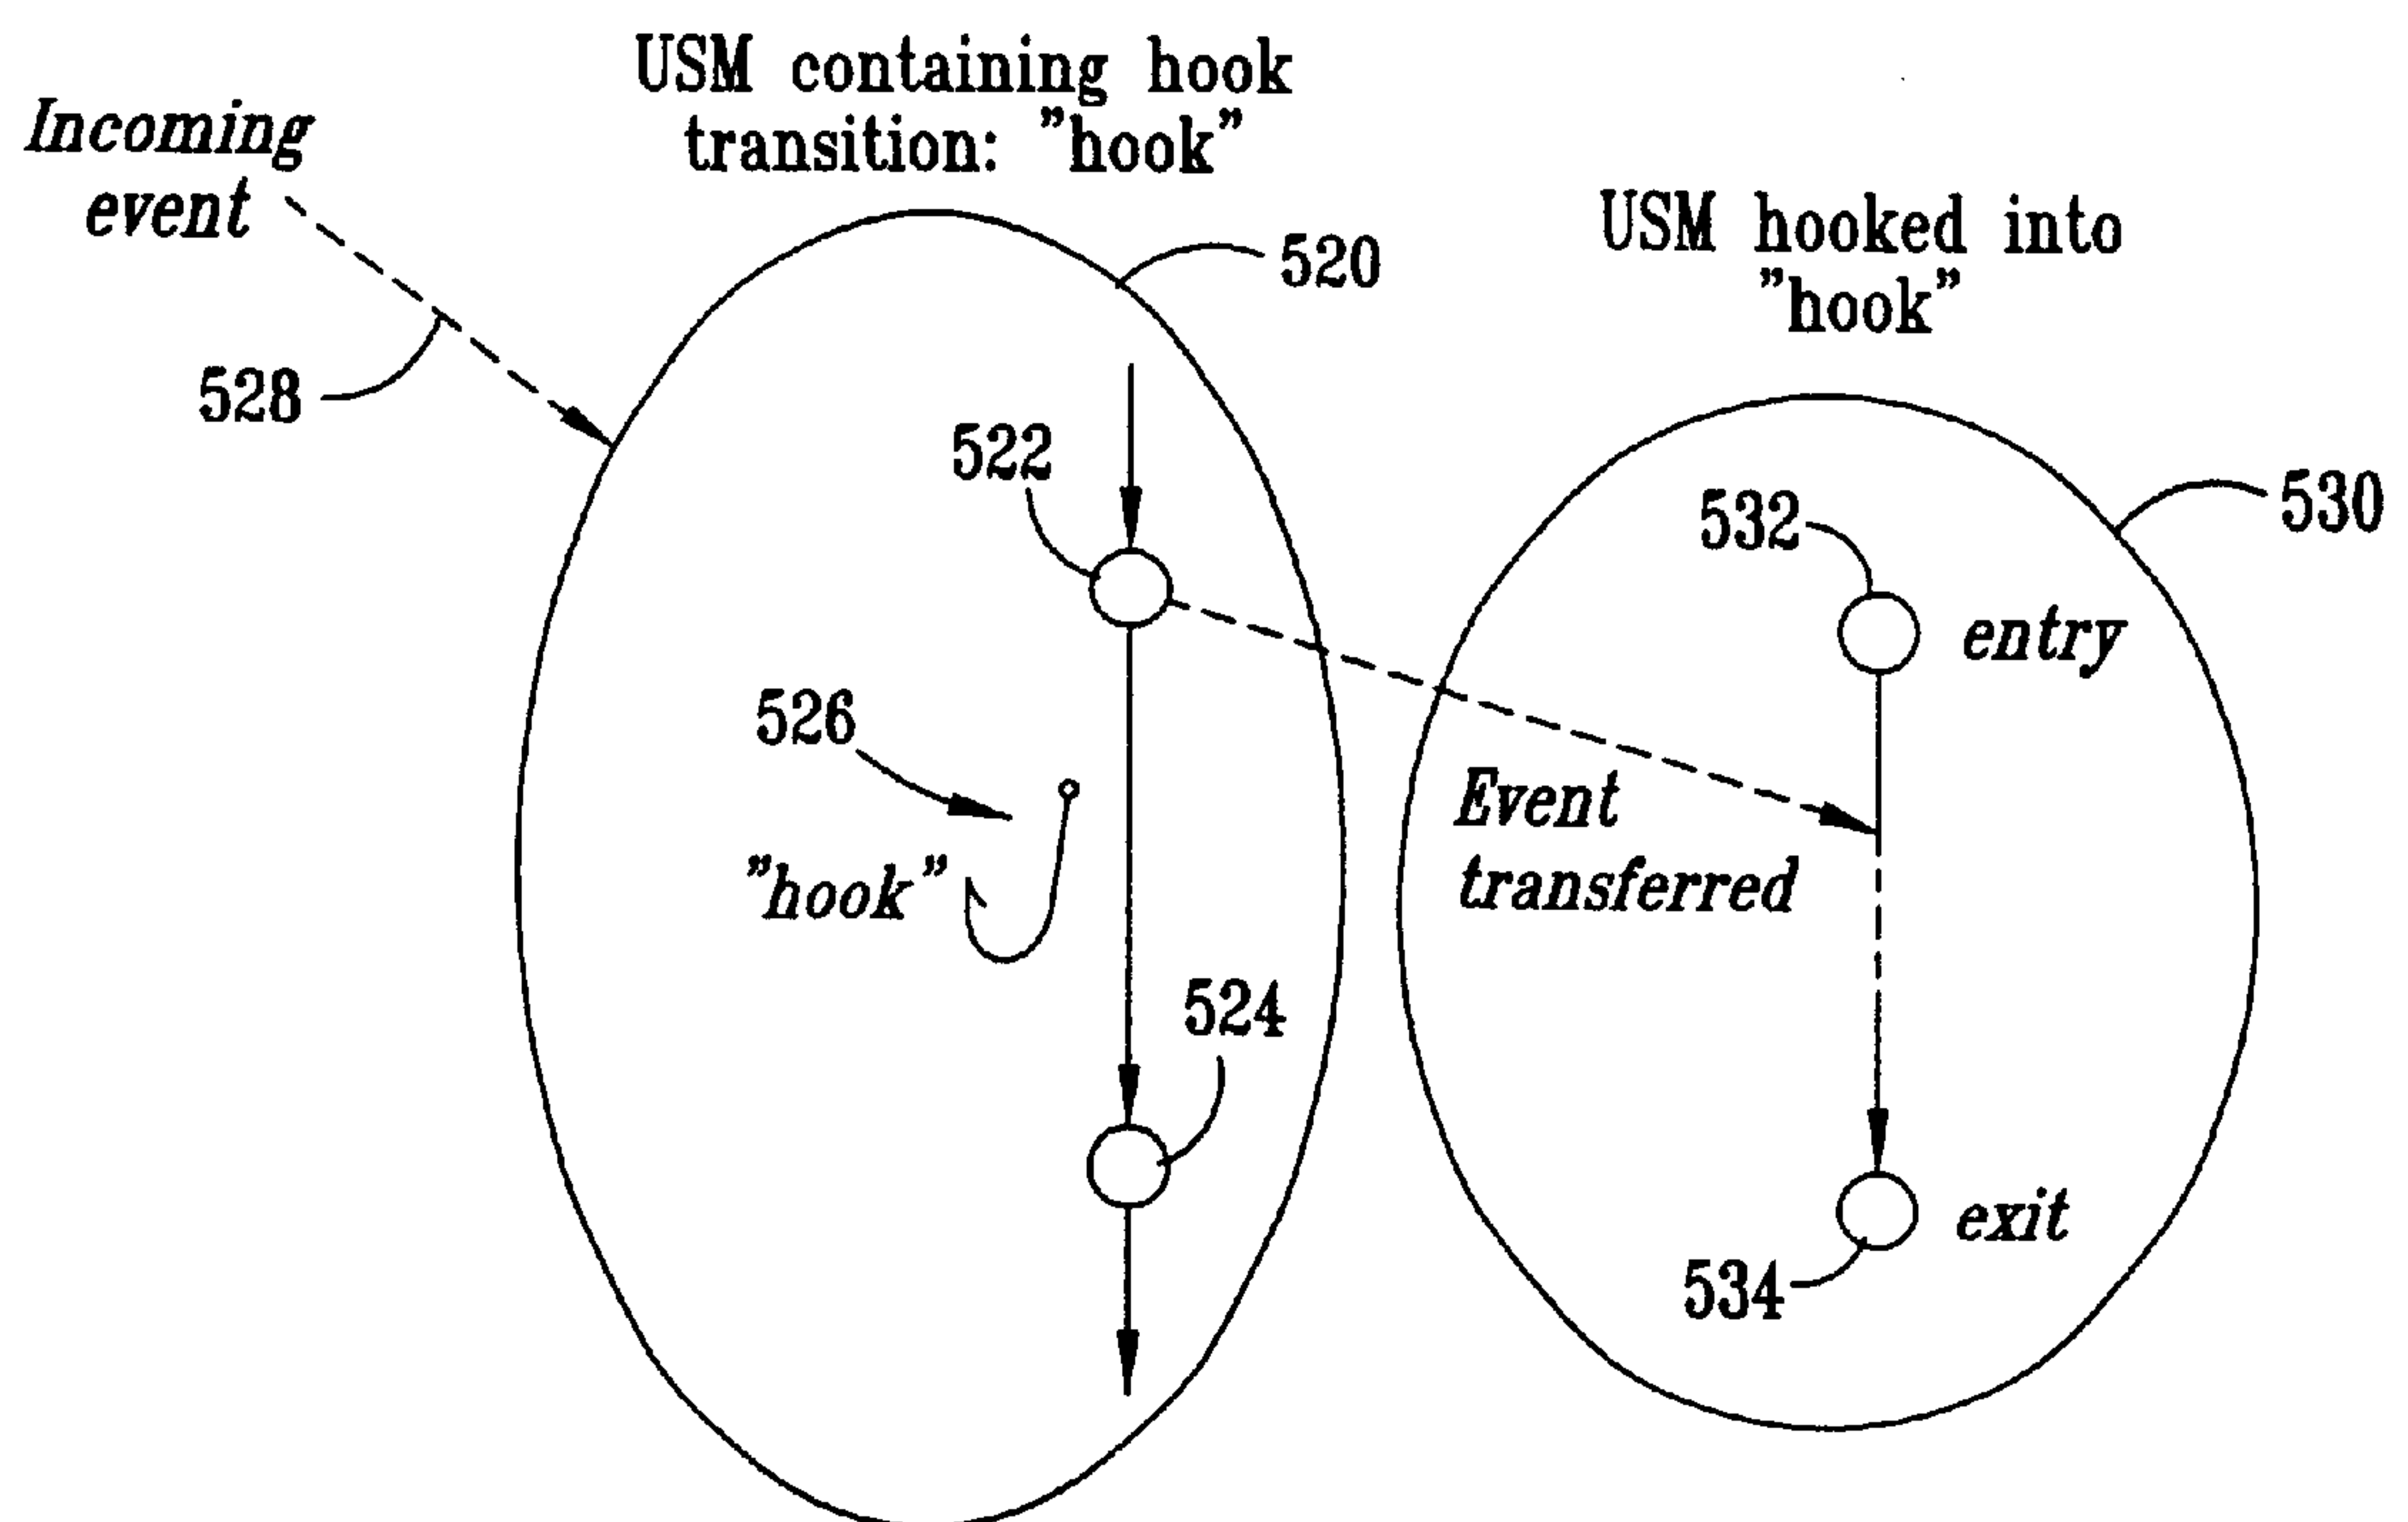 USM containing hook
transition: "hook"
Incoming
event
USM hooked into
"hook"
520
528
522
530
532
entry
526
Event
transferred
"hook"
524
exit
534